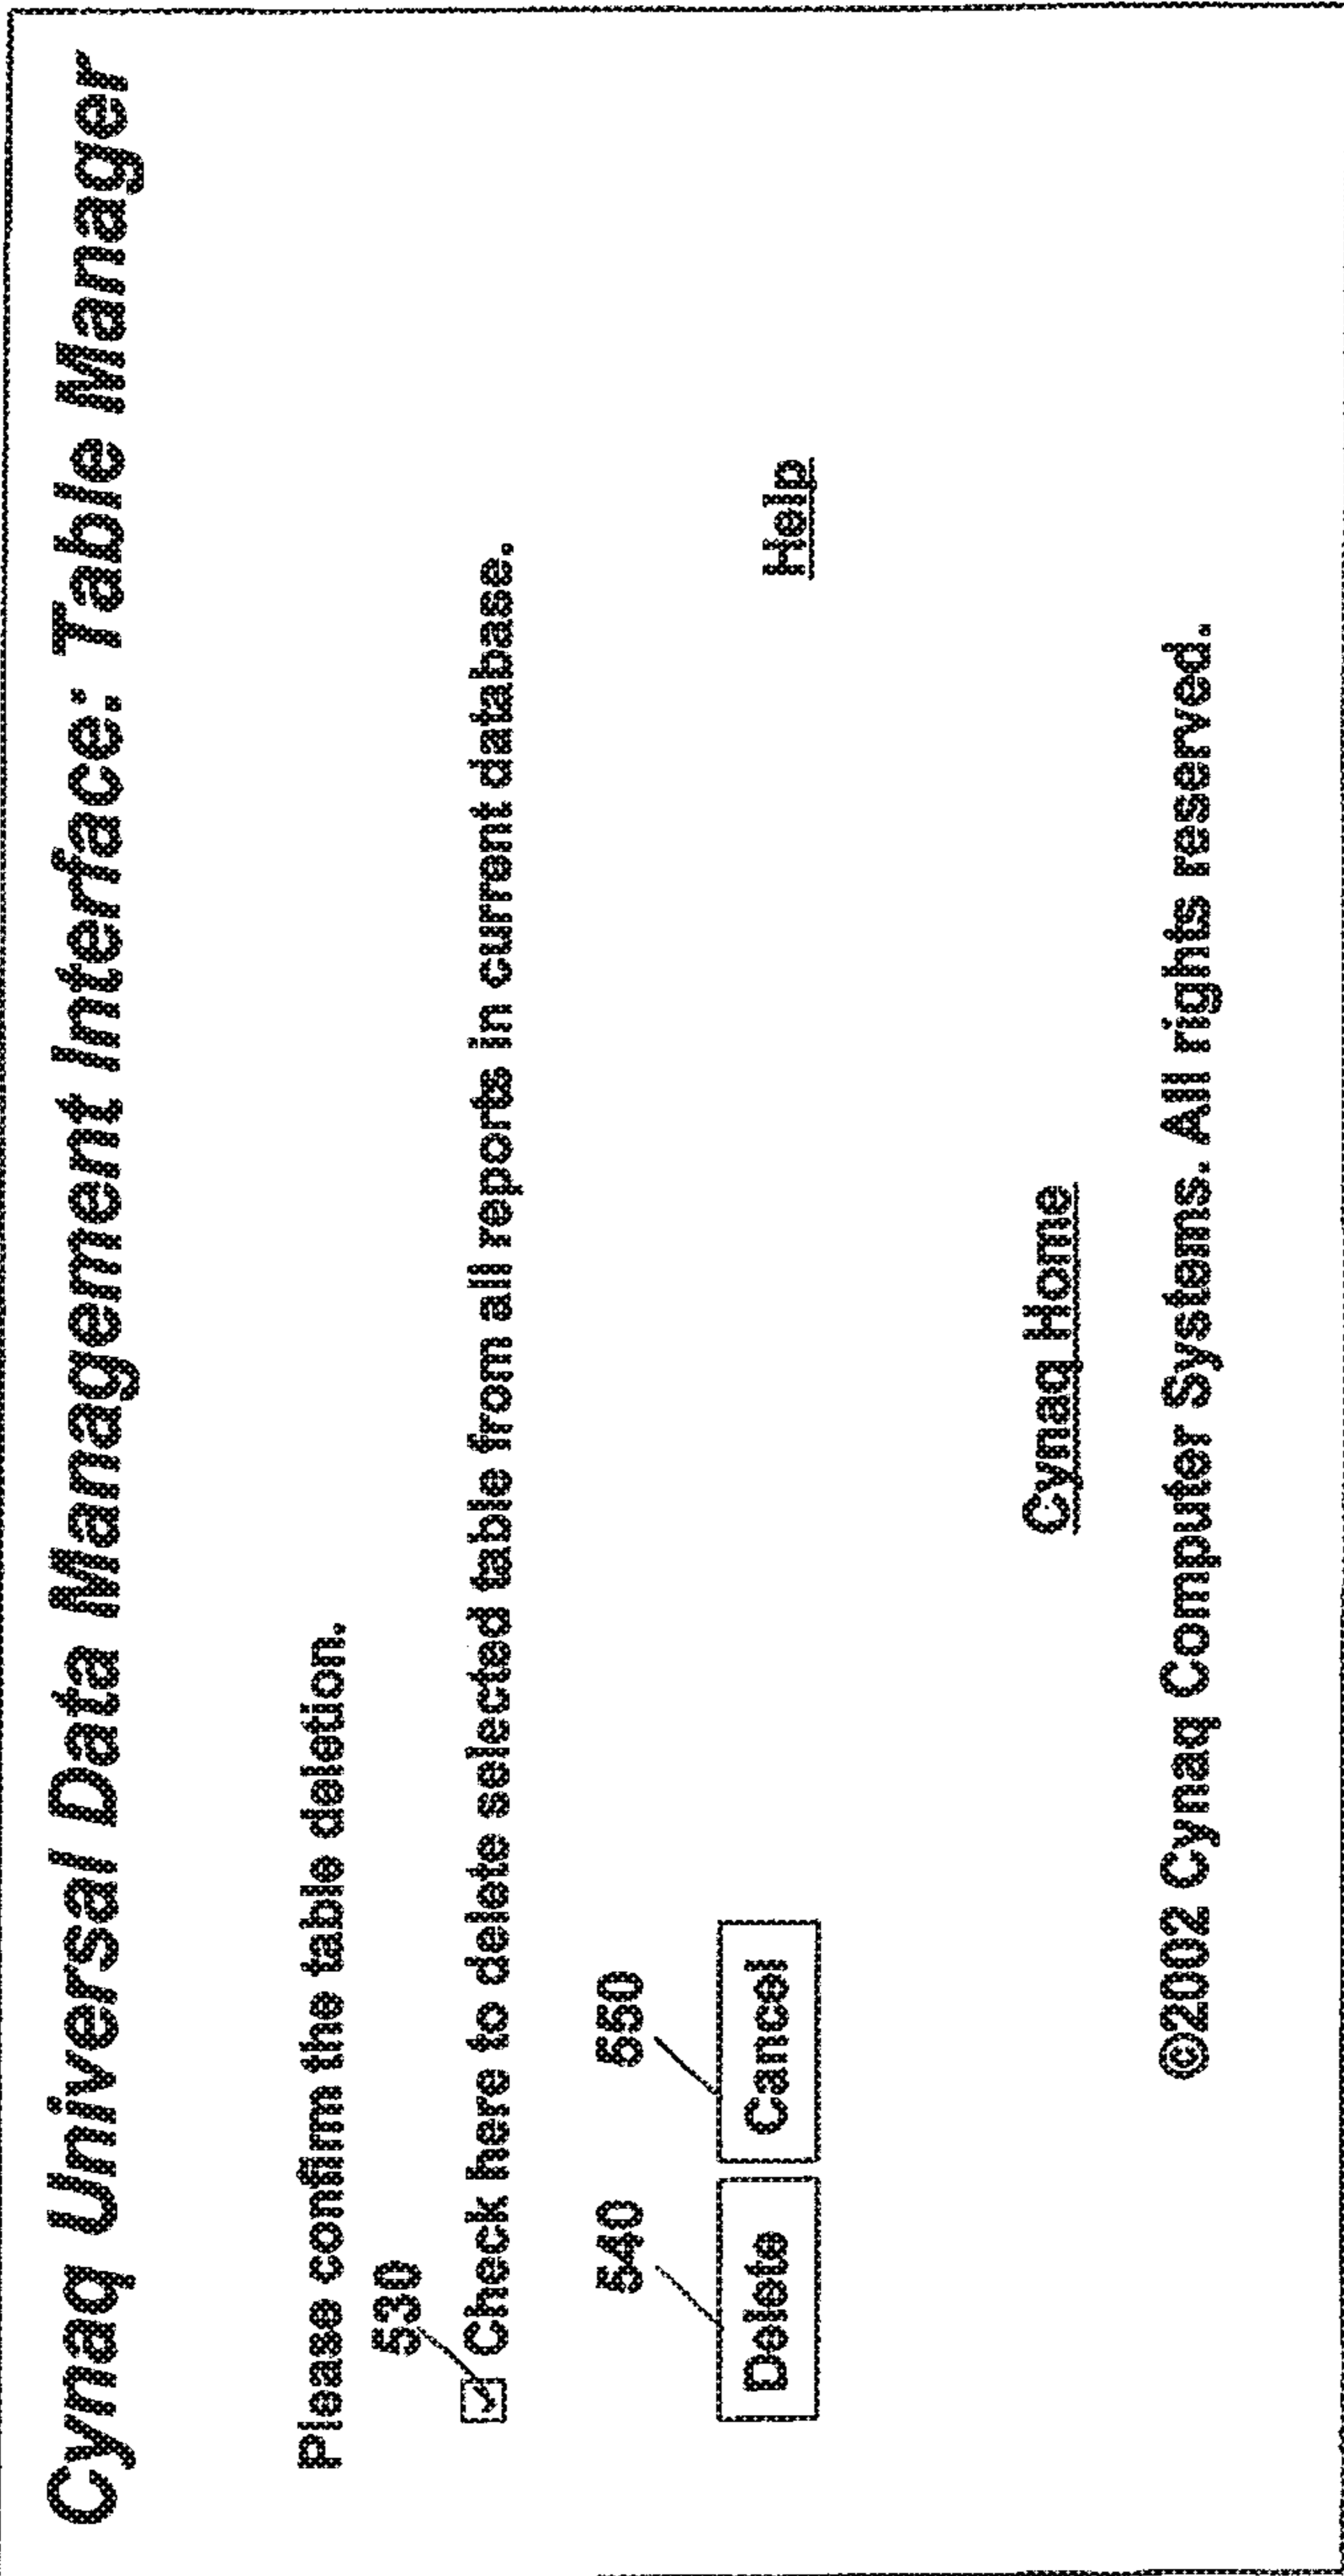 Cynaq Universal Data Management Interface: Table Manager
Please confirm the table deletion.
530
Check here to delete selected table from all reports in current database.
540 550
Delete Cancel Help
Cynaq Home
©2002 Cynaq Computer Systems. All rights reserved.